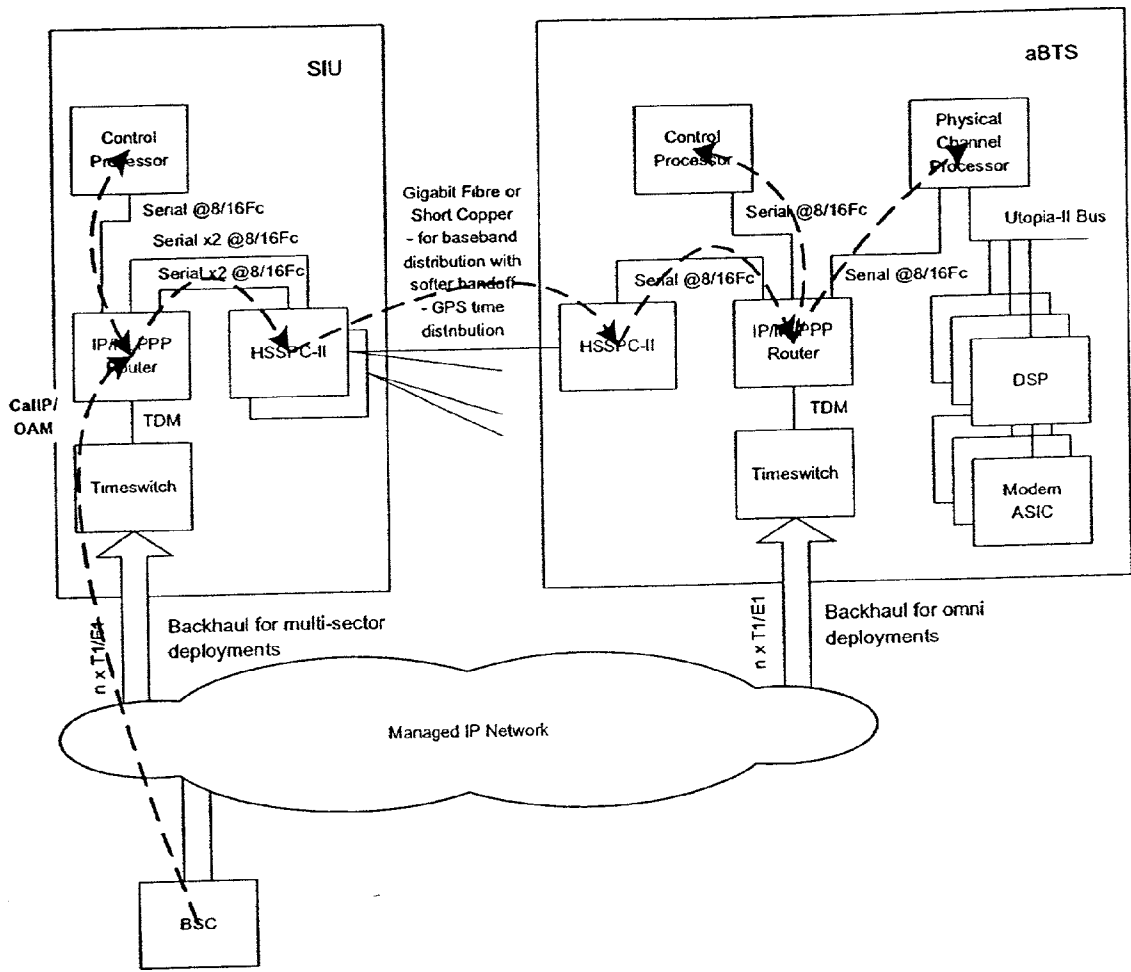 SIU
aBTS
Control
Processor
Control
Processor
Physical
Channel
Processor
Serial @8/16Fc
Serial x2 @8/16Fc
Serial x2 @8/16Fc
Gigabit Fibre or
Short Copper
- for baseband
distribution with
softer handoff
- GPS time
distribution
Serial @8/16Fc
Serial @8/16Fc
Serial @8/16Fc
Utopia-II Bus
Router
HSSPC-II
HSSPC-II
Router
DSP
CallP/
OAM
TDM
TDM
Timeswitch
Timeswitch
Modem
ASIC
n x T1/E1
Backhaul for multi-sector
deployments
n x T1/E1
Backhaul for omni
deployments
Managed IP Network
BSC